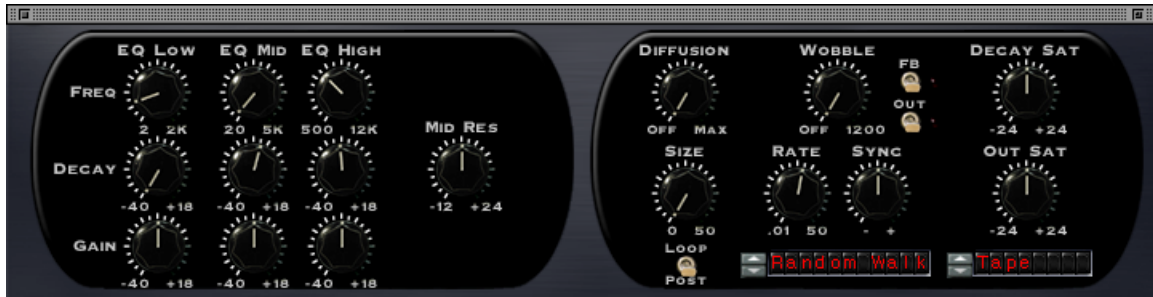 EQ Low EQ Mid EQ High
Freq
2 2K 20 5K 500 12K
Mid Res
Decay
-40 +18 -40 +18 -40 +18
-12 +24
Gain
-40 +18 -40 +18 -40 +18
Diffusion Wobble Decay Sat
FB
OUT
OFF MAX OFF 1200 -24 +24
Size Rate Sync Out Sat
0 50 .01 50 - + -24 +24
Loop
Post
Random Walk Tape